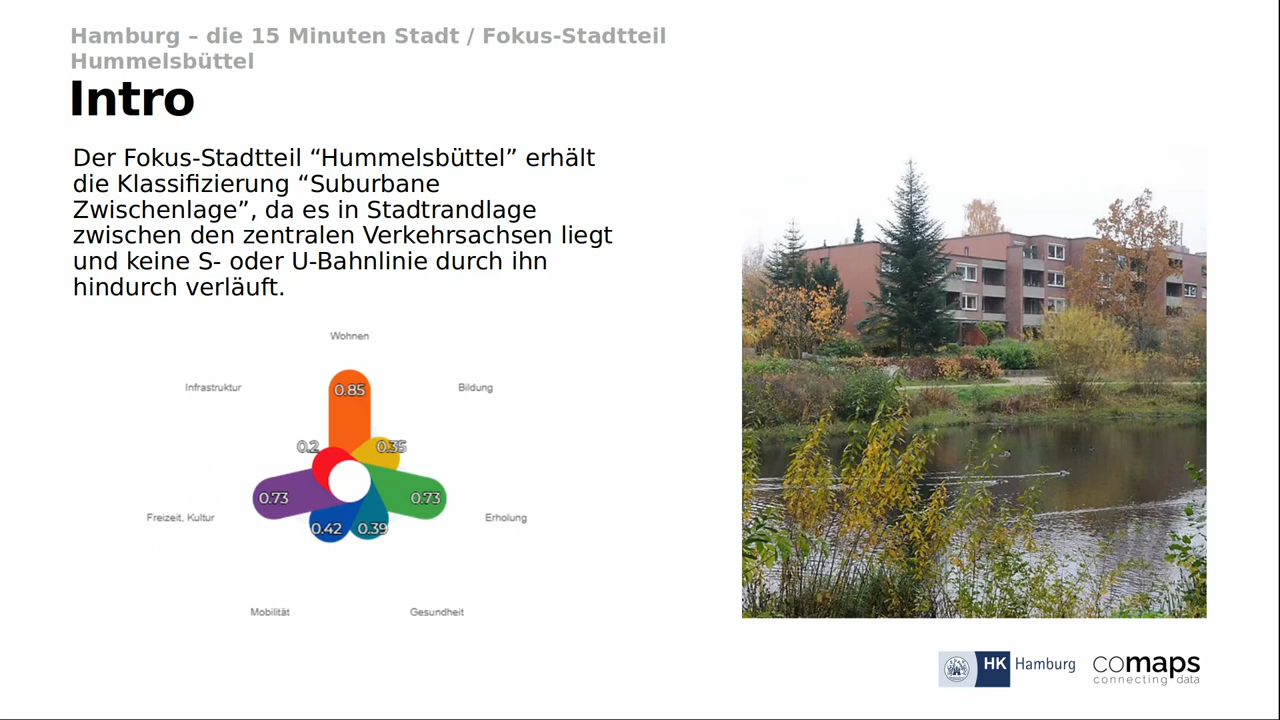 Hamburg – die 15 Minuten Stadt / Fokus-Stadtteil
Hummelsbüttel
Intro
Der Fokus-Stadtteil “Hummelsbüttel” erhält
die Klassifizierung “Suburbane
Zwischenlage”, da es in Stadtrandlage
zwischen den zentralen Verkehrsachsen liegt
und keine S- oder U-Bahnlinie durch ihn
hindurch verläuft.
Wohnen
Infrastruktur
Bildung
0.85
0.2
0.35
0.73
0.73
Freizeit, Kultur
Erholung
0.42
0.39
Mobilität
Gesundheit
HK Hamburg
comaps
connecting data